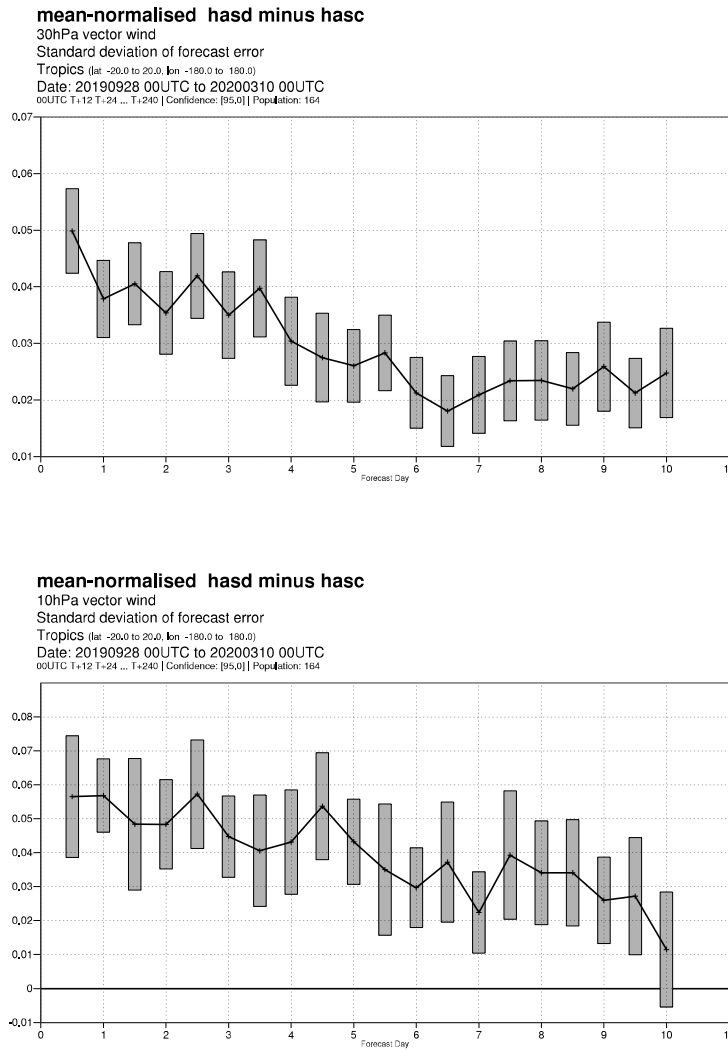 mean-normalised hasd minus hasc
30hPa vector wind
Standard deviation of forecast error
Tropics (lat -20.0 to 20.0, lon -180.0 to 180.0)
Date: 20190928 00UTC to 20200310 00UTC
00UTC T+12 T+24 ... T+240 | Confidence: [95.0] | Population: 164
0.07
0.06
0.05
0.04
0.03
0.02
0.01
0 1 2 3 4 5 6 7 8 9 10 1
Forecast Day
mean-normalised hasd minus hasc
10hPa vector wind
Standard deviation of forecast error
Tropics (lat -20.0 to 20.0, lon -180.0 to 180.0)
Date: 20190928 00UTC to 20200310 00UTC
00UTC T+12 T+24 ... T+240 | Confidence: [95.0] | Population: 164
0.08
0.07
0.06
0.05
0.04
0.03
0.02
0.01
0
-0.01
0 1 2 3 4 5 6 7 8 9 10 1
Forecast Day